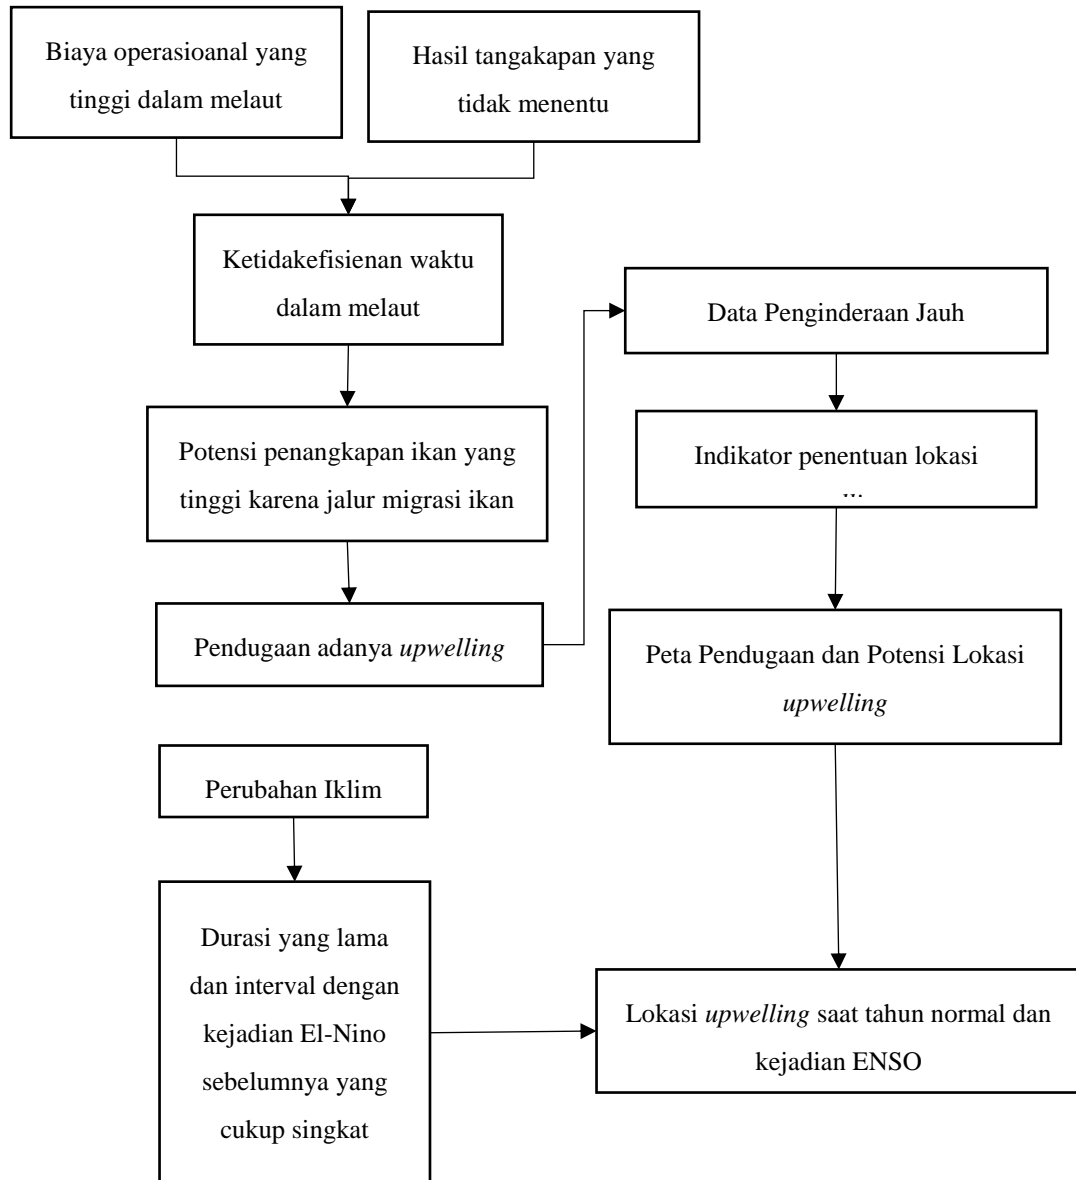 Biaya operasioanal yang
tinggi dalam melaut
Hasil tangakapan yang
tidak menentu
Ketidakefisienan waktu
dalam melaut
Potensi penangkapan ikan yang
tinggi karena jalur migrasi ikan
Pendugaan adanya upwelling
Data Penginderaan Jauh
Indikator penentuan lokasi
Peta Pendugaan dan Potensi Lokasi
upwelling
Perubahan Iklim
Durasi yang lama
dan interval dengan
kejadian El-Nino
sebelumnya yang
cukup singkat
Lokasi upwelling saat tahun normal dan
kejadian ENSO